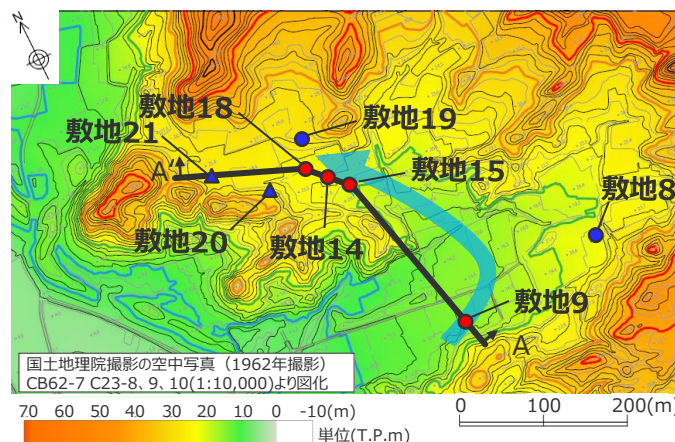 N
敷地18
敷地19
敷地21
A'
敷地15
敷地8
敷地20
敷地14
敷地9
A
国土地理院撮影の空中写真（1962年撮影）
CB62-7 C23-8、9、10(1:10,000)より図化
70 60 50 40 30 20 10 0 -10(m)
単位(T.P.m)
0 100 200(m)